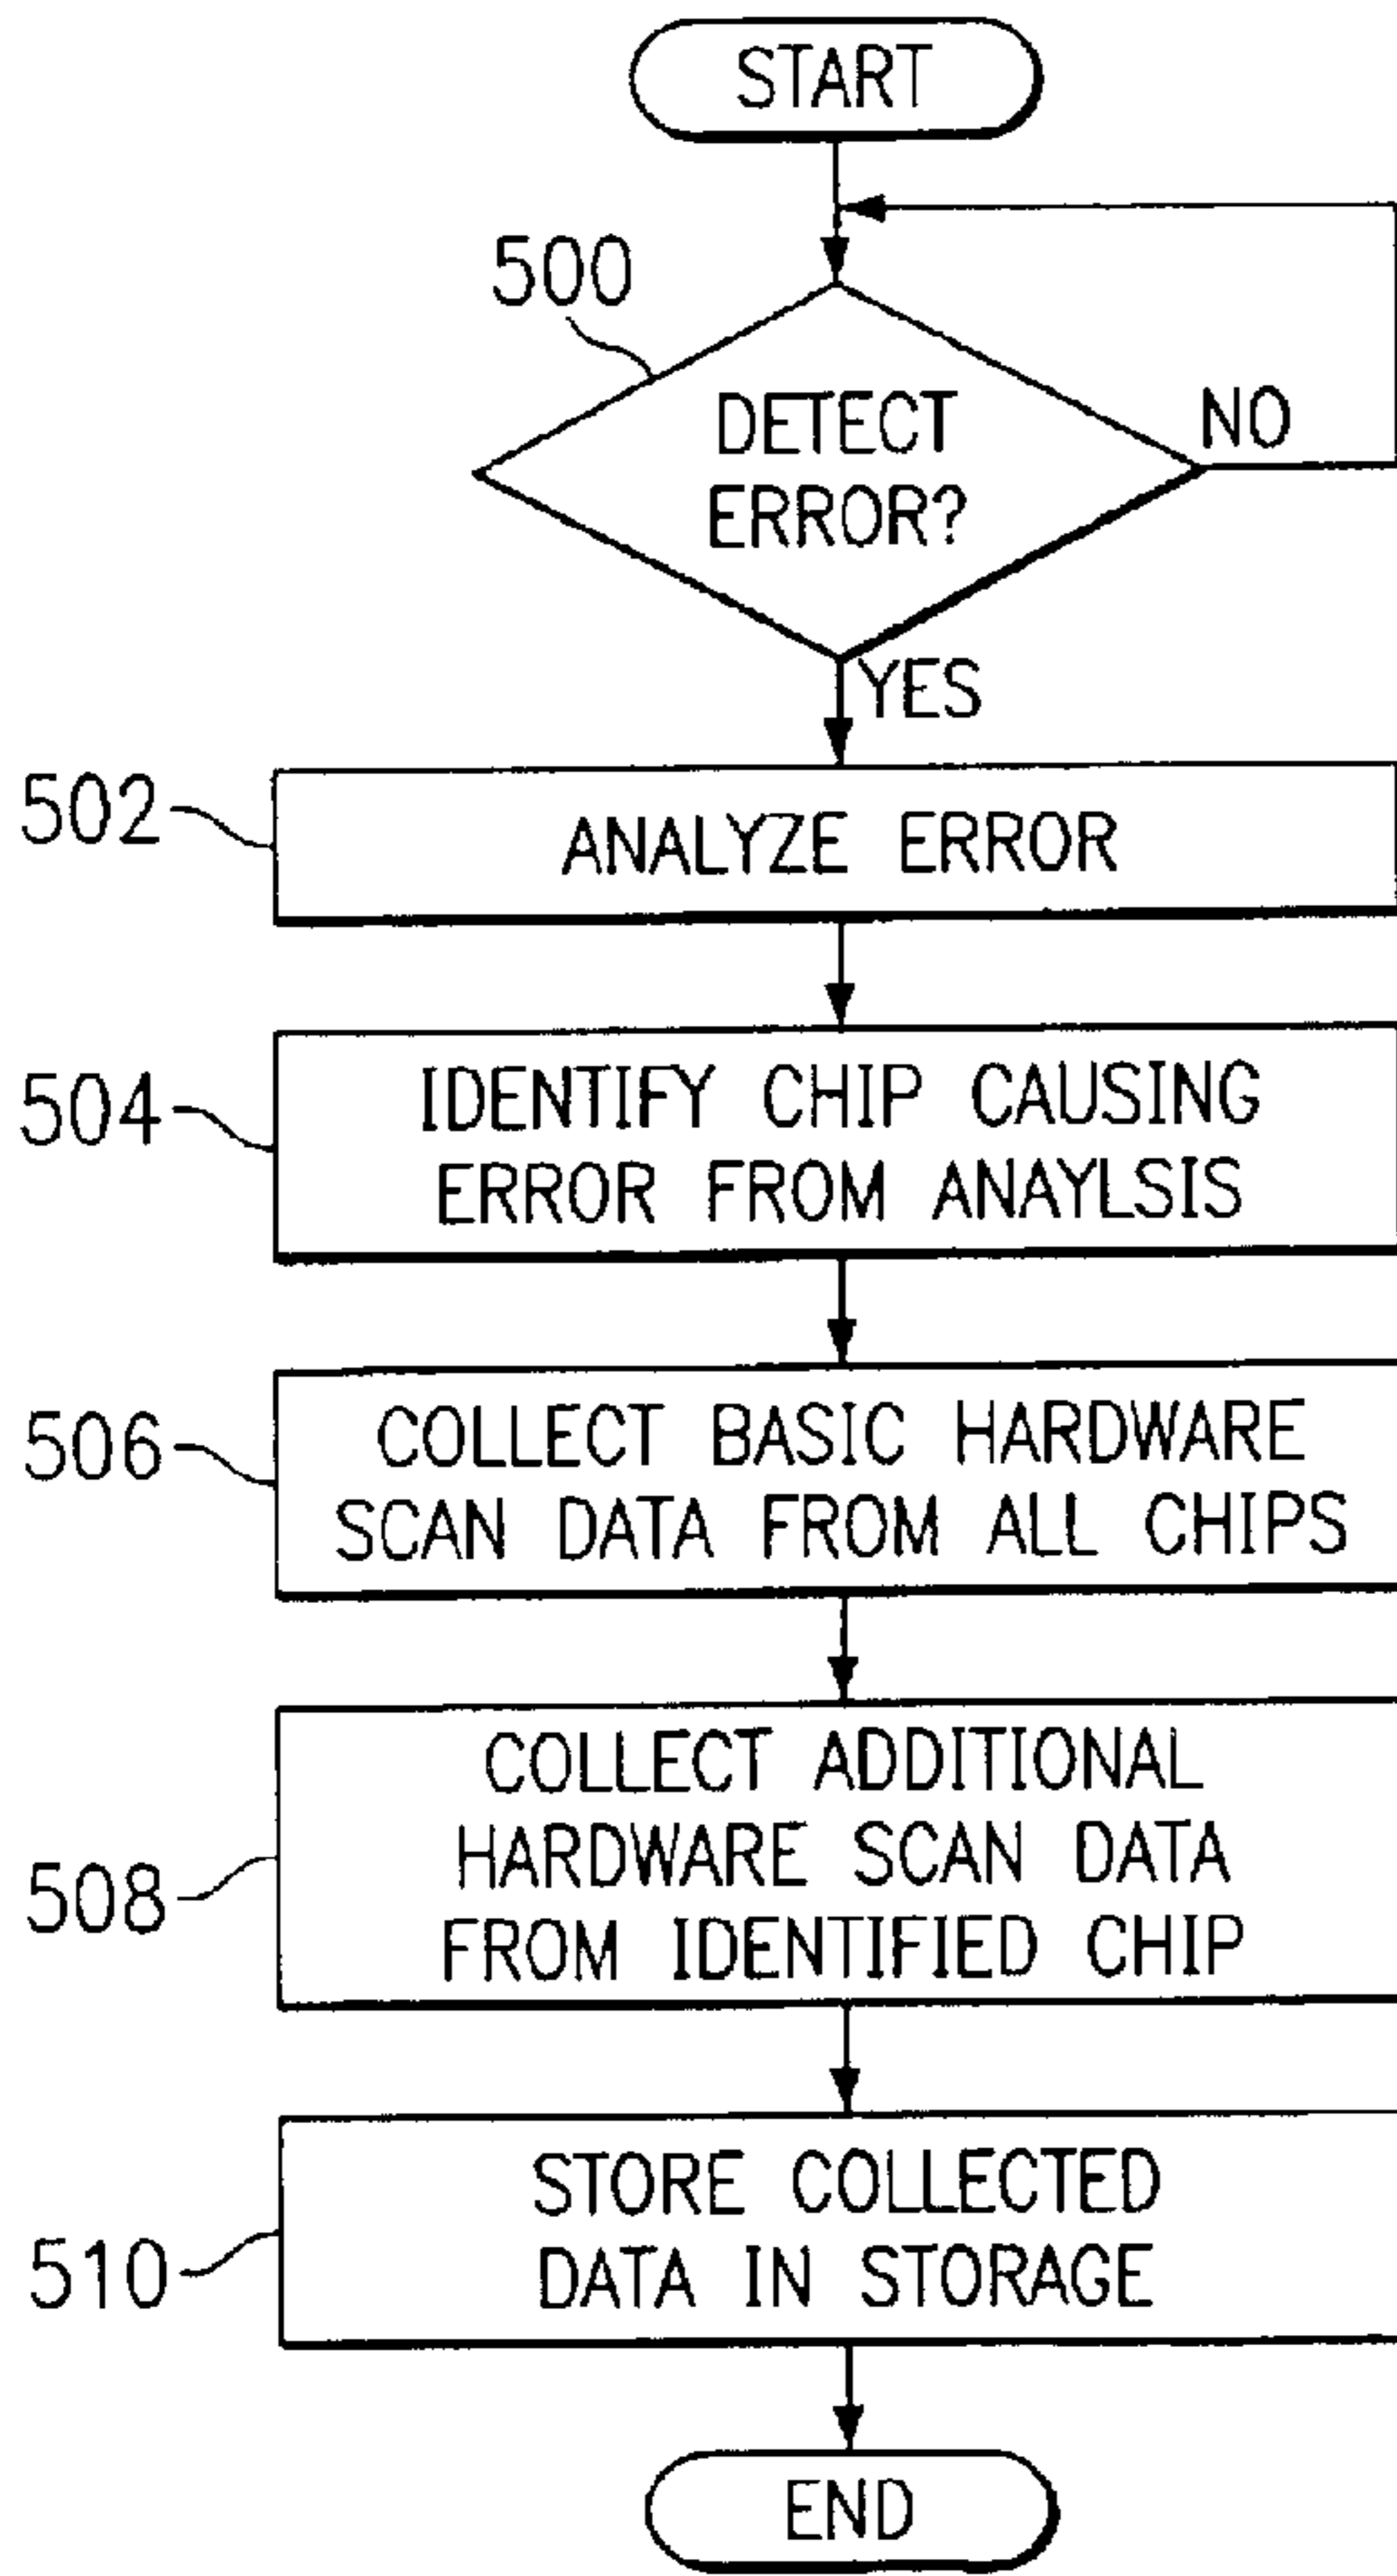 START
500
DETECT
ERROR?
NO
YES
502
ANALYZE ERROR
504
IDENTIFY CHIP CAUSING
ERROR FROM ANAYLSIS
506
COLLECT BASIC HARDWARE
SCAN DATA FROM ALL CHIPS
508
COLLECT ADDITIONAL
HARDWARE SCAN DATA
FROM IDENTIFIED CHIP
510
STORE COLLECTED
DATA IN STORAGE
END